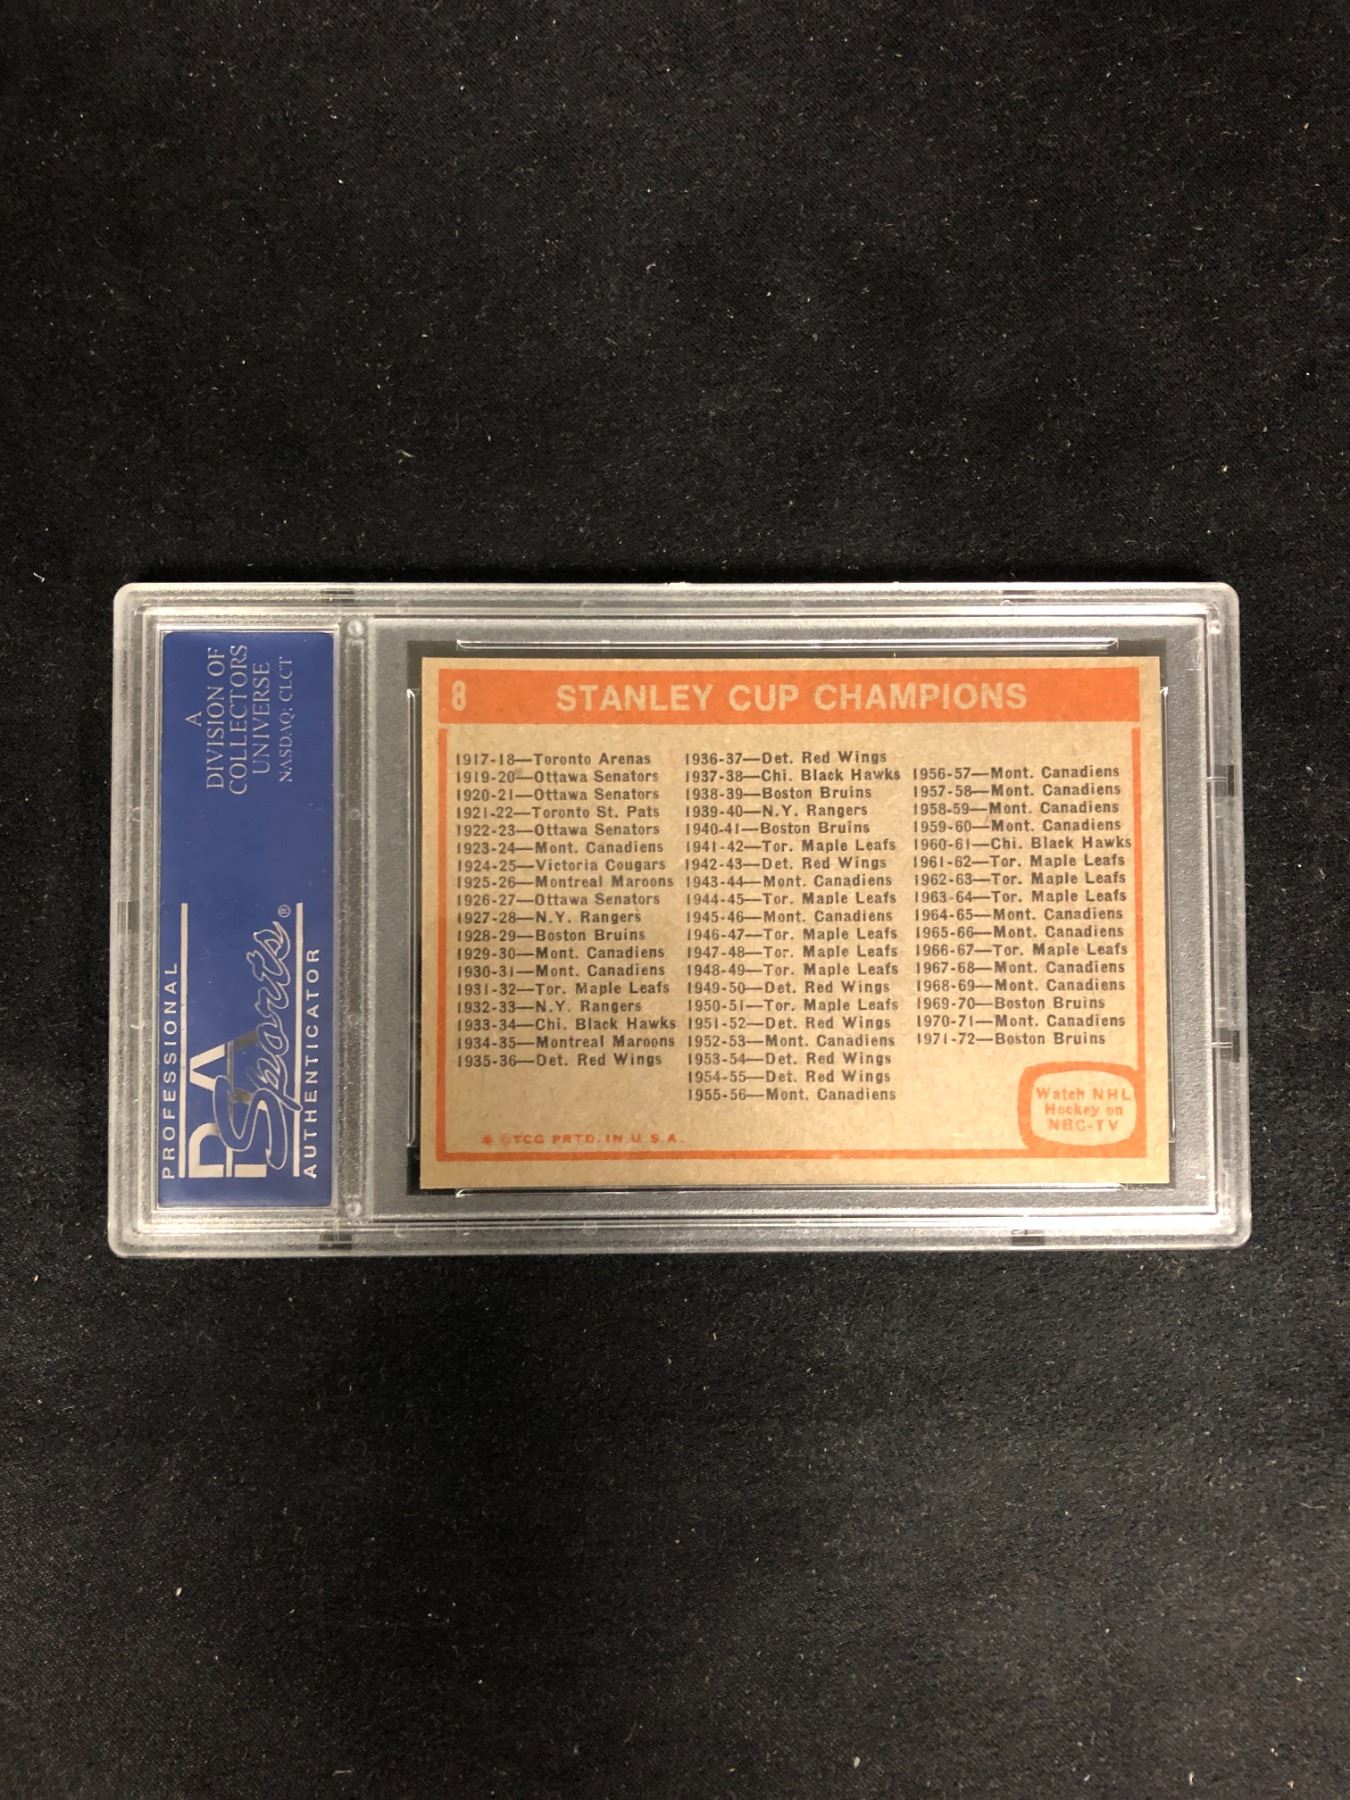 A
DIVISION OF
COLLECTORS
UNIVERSE
NASDAQ: CLCT
PROFESSIONAL
PSA
Sports®
AUTHENTICATOR
8 STANLEY CUP CHAMPIONS
1917-18—Toronto Arenas
1919-20—Ottawa Senators
1920-21—Ottawa Senators
1921-22—Toronto St. Pats
1922-23—Ottawa Senators
1923-24—Mont. Canadiens
1924-25—Victoria Cougars
1925-26—Montreal Maroons
1926-27—Ottawa Senators
1927-28—N.Y. Rangers
1928-29—Boston Bruins
1929-30—Mont. Canadiens
1930-31—Mont. Canadiens
1931-32—Tor. Maple Leafs
1932-33—N.Y. Rangers
1933-34—Chi. Black Hawks
1934-35—Montreal Maroons
1935-36—Det. Red Wings
1936-37—Det. Red Wings
1937-38—Chi. Black Hawks
1938-39—Boston Bruins
1939-40—N.Y. Rangers
1940-41—Boston Bruins
1941-42—Tor. Maple Leafs
1942-43—Det. Red Wings
1943-44—Mont. Canadiens
1944-45—Tor. Maple Leafs
1945-46—Mont. Canadiens
1946-47—Tor. Maple Leafs
1947-48—Tor. Maple Leafs
1948-49—Tor. Maple Leafs
1949-50—Det. Red Wings
1950-51—Tor. Maple Leafs
1951-52—Det. Red Wings
1952-53—Mont. Canadiens
1953-54—Det. Red Wings
1954-55—Det. Red Wings
1955-56—Mont. Canadiens
1956-57—Mont. Canadiens
1957-58—Mont. Canadiens
1958-59—Mont. Canadiens
1959-60—Mont. Canadiens
1960-61—Chi. Black Hawks
1961-62—Tor. Maple Leafs
1962-63—Tor. Maple Leafs
1963-64—Tor. Maple Leafs
1964-65—Mont. Canadiens
1965-66—Mont. Canadiens
1966-67—Tor. Maple Leafs
1967-68—Mont. Canadiens
1968-69—Mont. Canadiens
1969-70—Boston Bruins
1970-71—Mont. Canadiens
1971-72—Boston Bruins
Watch NHL
Hockey on
NBC-TV
* © TCG PRTD. IN U.S.A.